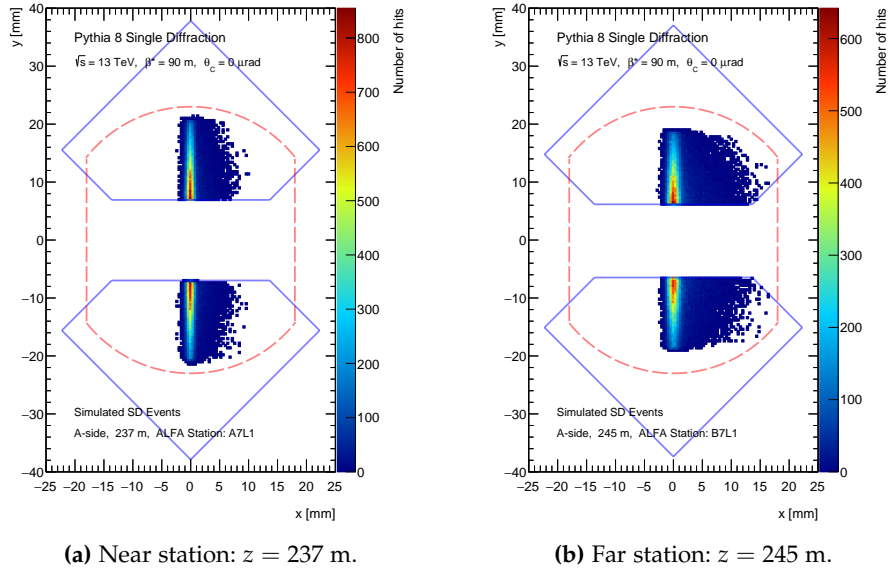 y [mm]
40
30
20
10
0
−10
−20
−30
−40
Pythia 8 Single Diffraction
√s = 13 TeV, β* = 90 m, θC = 0 μrad
Simulated SD Events
A-side, 237 m, ALFA Station: A7L1
−25 −20 −15 −10 −5 0 5 10 15 20 25
x [mm]
Number of hits
800
700
600
500
400
300
200
100
0
(a) Near station: z = 237 m.
y [mm]
40
30
20
10
0
−10
−20
−30
−40
Pythia 8 Single Diffraction
√s = 13 TeV, β* = 90 m, θC = 0 μrad
Simulated SD Events
A-side, 245 m, ALFA Station: B7L1
−25 −20 −15 −10 −5 0 5 10 15 20 25
x [mm]
Number of hits
600
500
400
300
200
100
0
(b) Far station: z = 245 m.